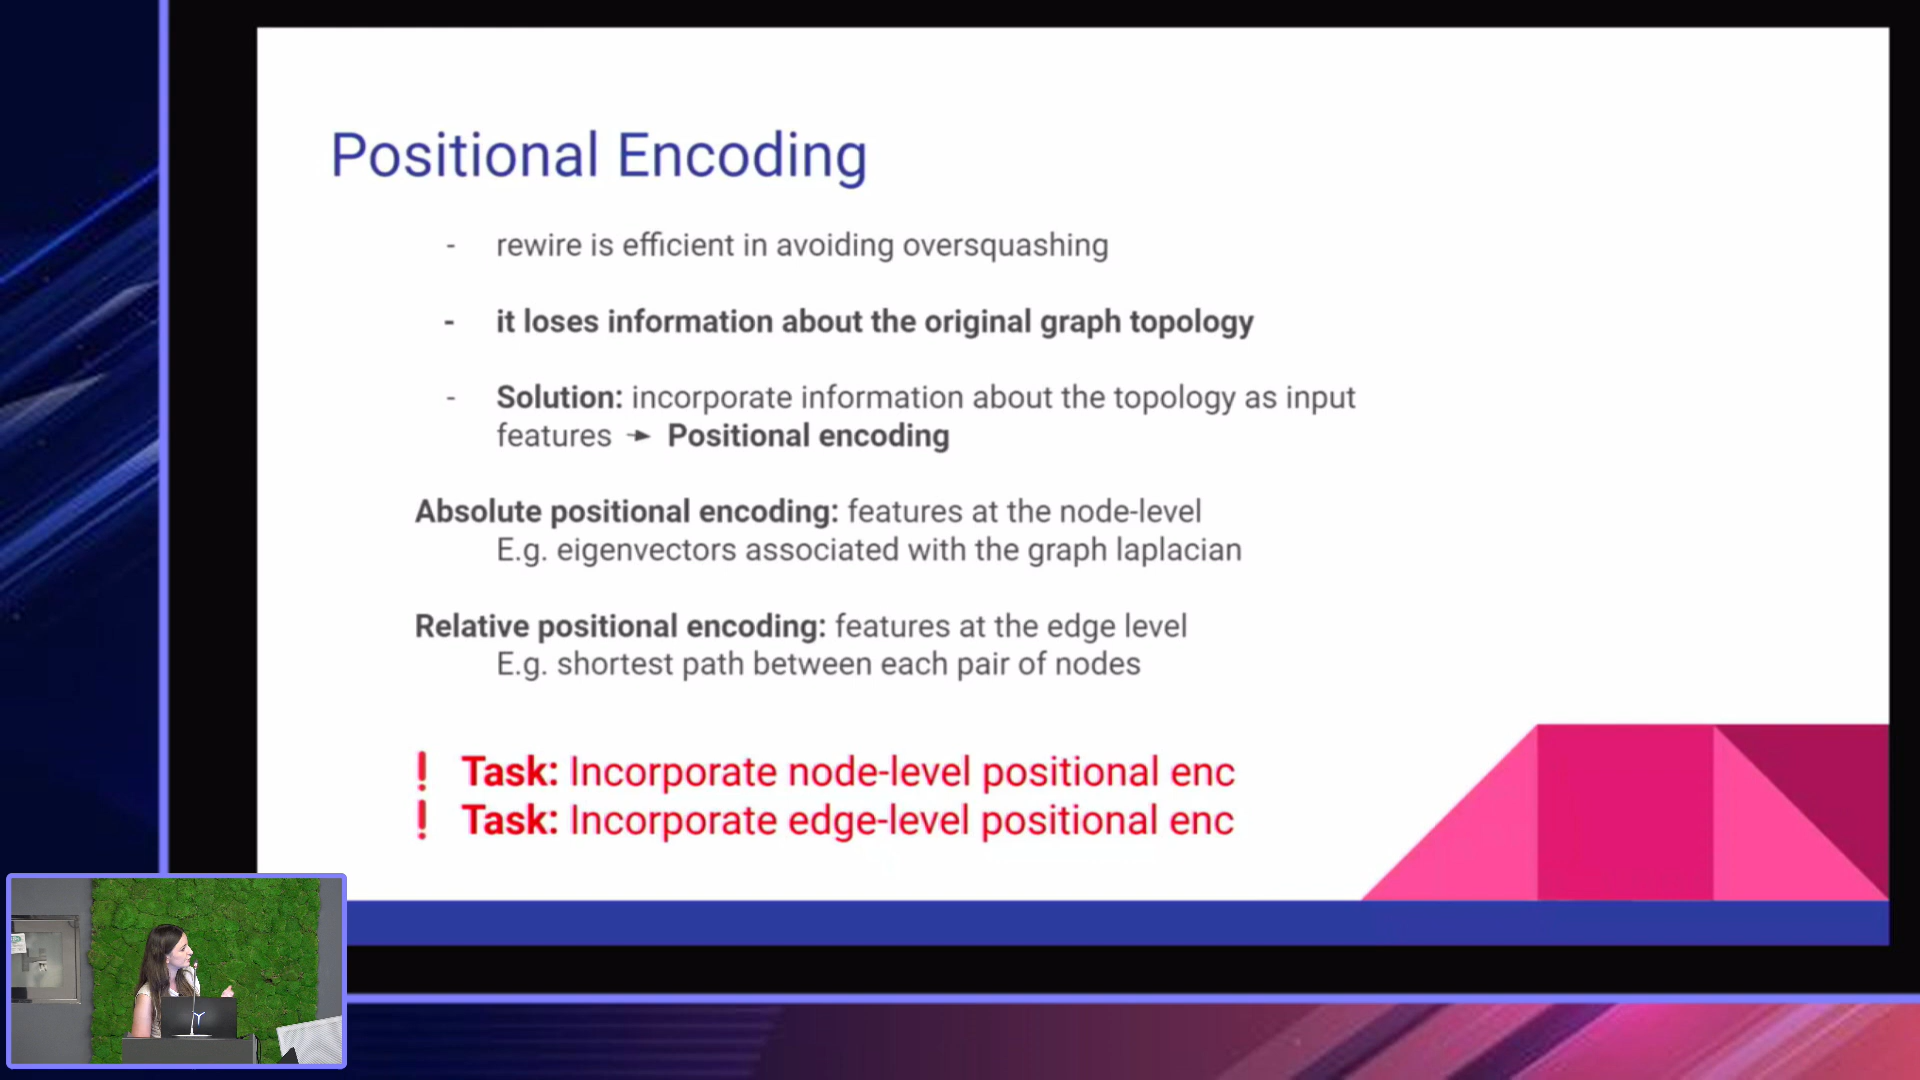 Positional Encoding
- rewire is efficient in avoiding oversquashing
- it loses information about the original graph topology
- Solution: incorporate information about the topology as input
features → Positional encoding
Absolute positional encoding: features at the node-level
E.g. eigenvectors associated with the graph laplacian
Relative positional encoding: features at the edge level
E.g. shortest path between each pair of nodes
! Task: Incorporate node-level positional enc
! Task: Incorporate edge-level positional enc